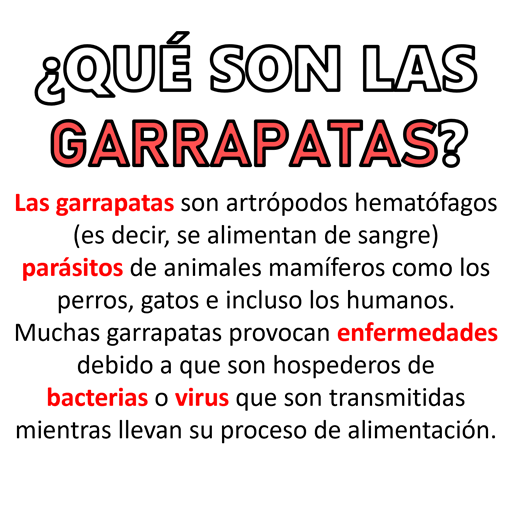 ¿QUÉ SON LAS
GARRAPATAS?
Las garrapatas son artrópodos hematófagos
(es decir, se alimentan de sangre)
parásitos de animales mamíferos como los
perros, gatos e incluso los humanos.
Muchas garrapatas provocan enfermedades
debido a que son hospederos de
bacterias o virus que son transmitidas
mientras llevan su proceso de alimentación.